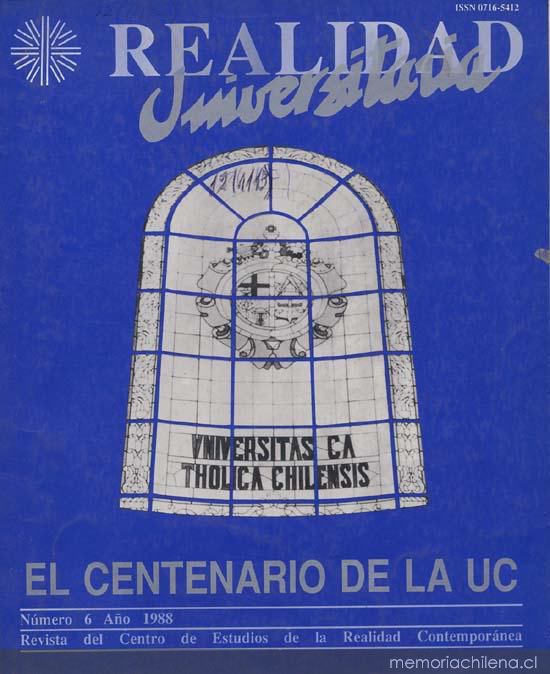 ISSN 0716-5412
REALIDAD
Universitaria
VNIVERSITAS CA
THOLICA CHILENSIS
EL CENTENARIO DE LA UC
Número 6 Año 1988
Revista del Centro de Estudios de la Realidad Contemporánea
memoriachilena.cl